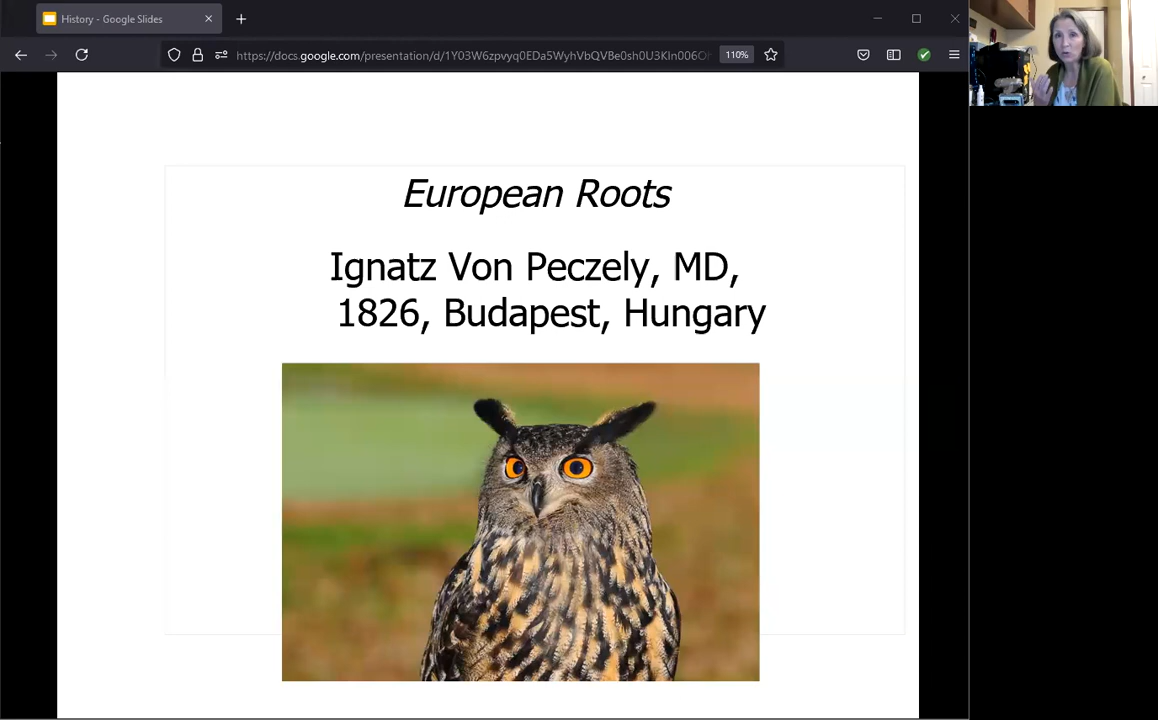 History - Google Slides
https://docs.google.com/presentation/d/1Y03W6zpvyq0EDa5WyhVbQVBe0sh0U3KIn006O
110%
European Roots
Ignatz Von Peczely, MD,
1826, Budapest, Hungary